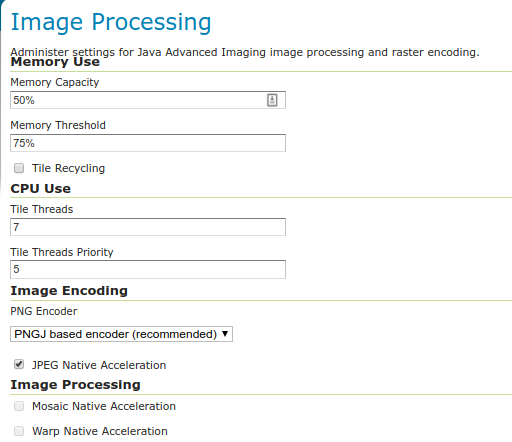 Image Processing
Administer settings for Java Advanced Imaging image processing and raster encoding.
Memory Use
Memory Capacity
50%
Memory Threshold
75%
Tile Recycling
CPU Use
Tile Threads
7
Tile Threads Priority
5
Image Encoding
PNG Encoder
PNGJ based encoder (recommended)
JPEG Native Acceleration
Image Processing
Mosaic Native Acceleration
Warp Native Acceleration